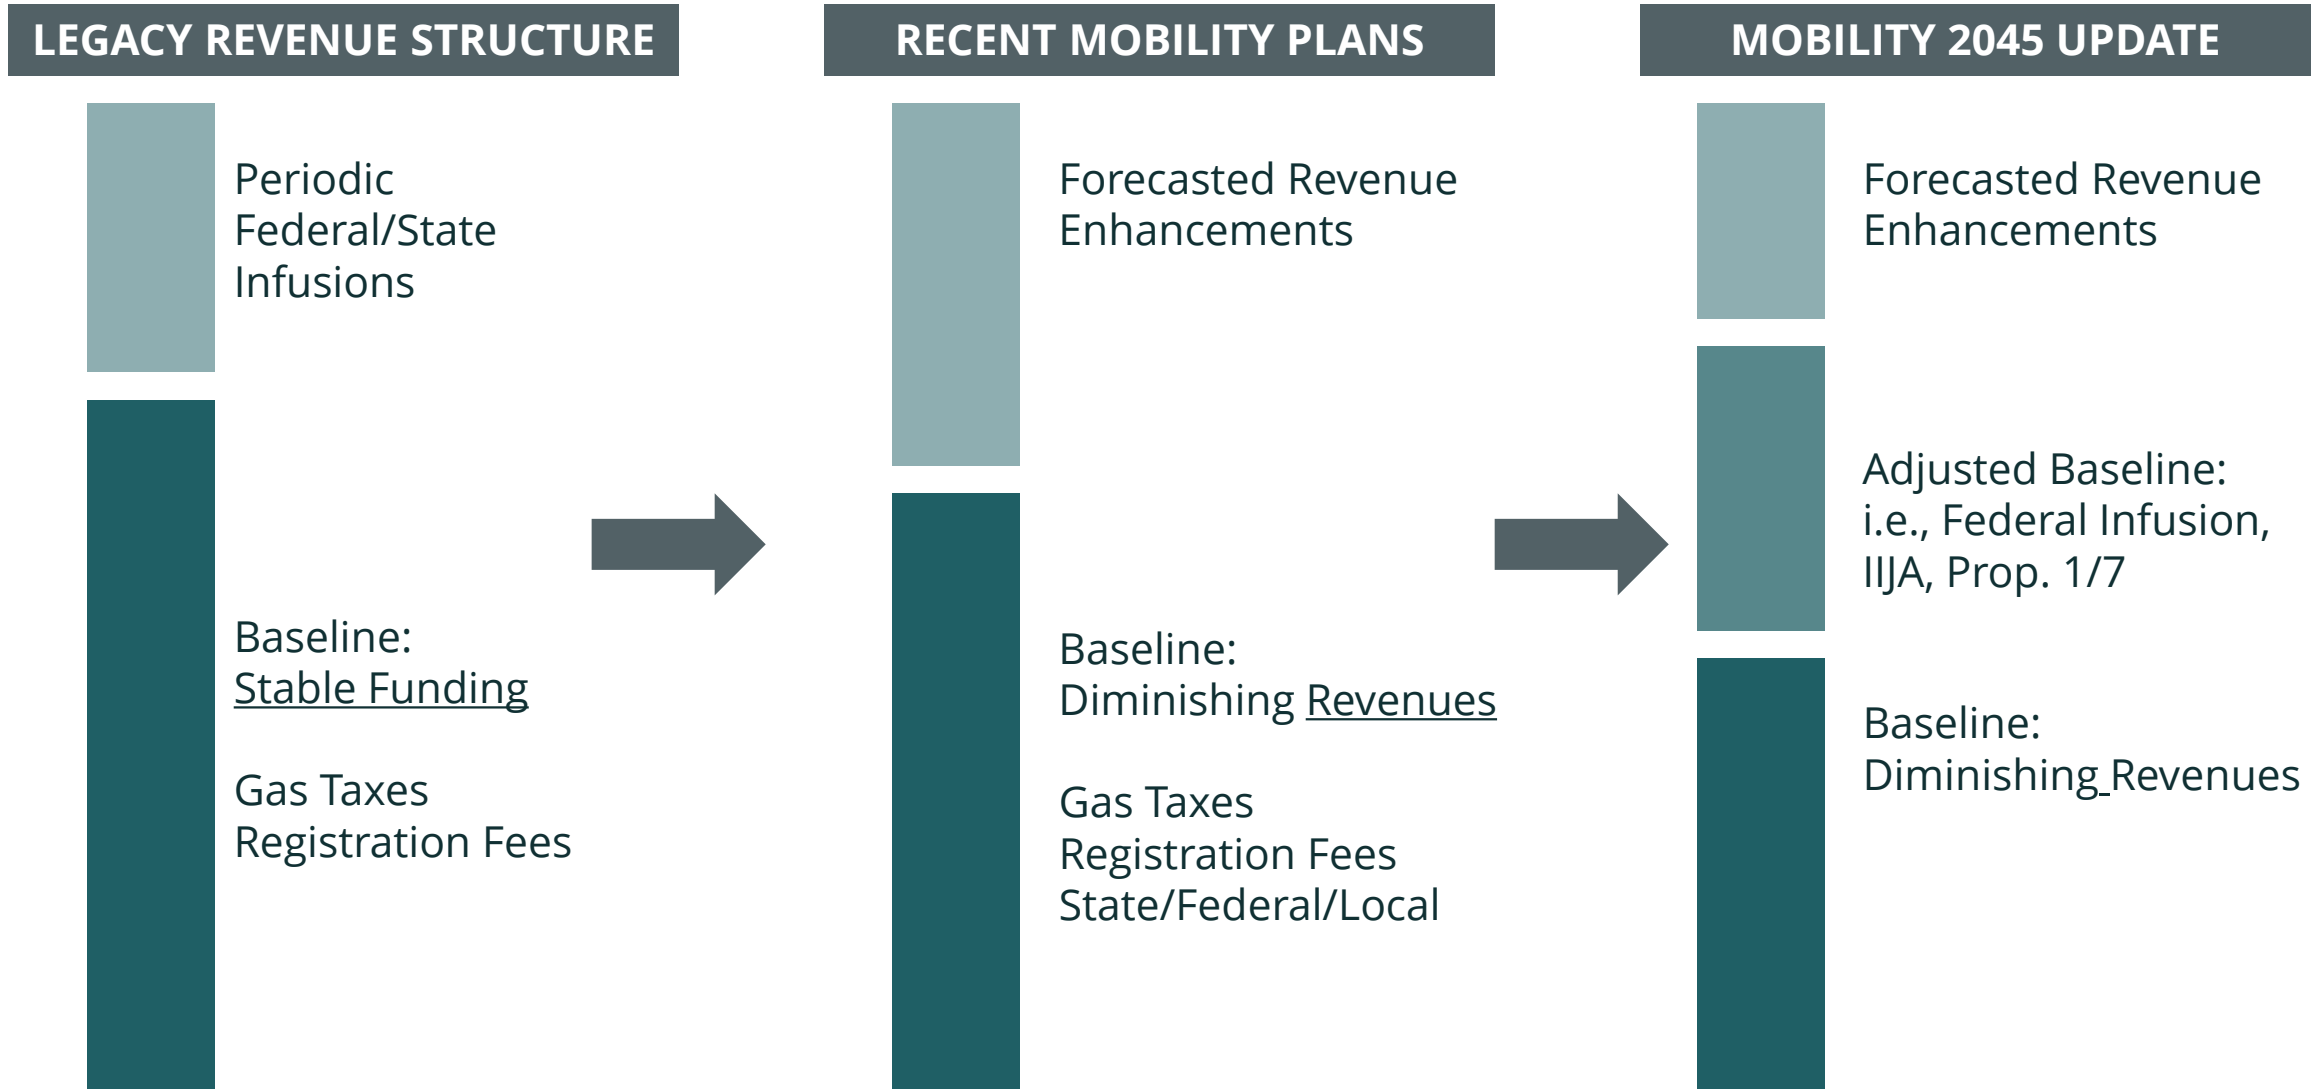 LEGACY REVENUE STRUCTURE
Periodic
Federal/State
Infusions
Baseline:
Stable Funding
Gas Taxes
Registration Fees
RECENT MOBILITY PLANS
Forecasted Revenue
Enhancements
Baseline:
Diminishing Revenues
Gas Taxes
Registration Fees
State/Federal/Local
MOBILITY 2045 UPDATE
Forecasted Revenue
Enhancements
Adjusted Baseline:
i.e., Federal Infusion,
IIJA, Prop. 1/7
Baseline:
Diminishing Revenues